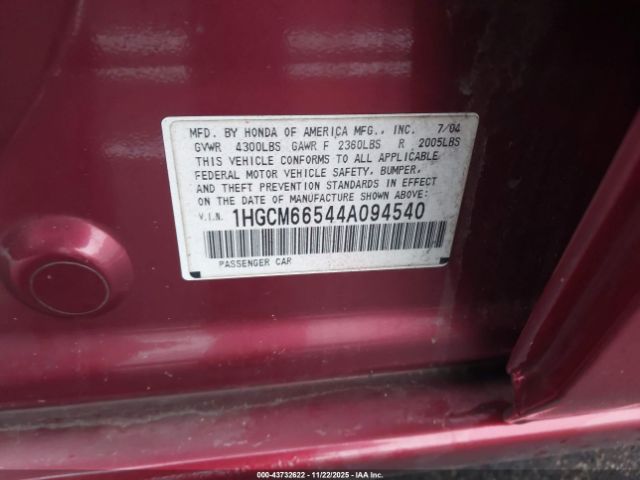 MFD. BY HONDA OF AMERICA MFG., INC. 7/04
GVWR 4300LBS GAWR F 2360LBS R 2005LBS
THIS VEHICLE CONFORMS TO ALL APPLICABLE
FEDERAL MOTOR VEHICLE SAFETY, BUMPER,
AND THEFT PREVENTION STANDARDS IN EFFECT
ON THE DATE OF MANUFACTURE SHOWN ABOVE.
V.I.N. 1HGCM66544A094540
PASSENGER CAR
000-43732622 11/22/2025 IAAI.COM